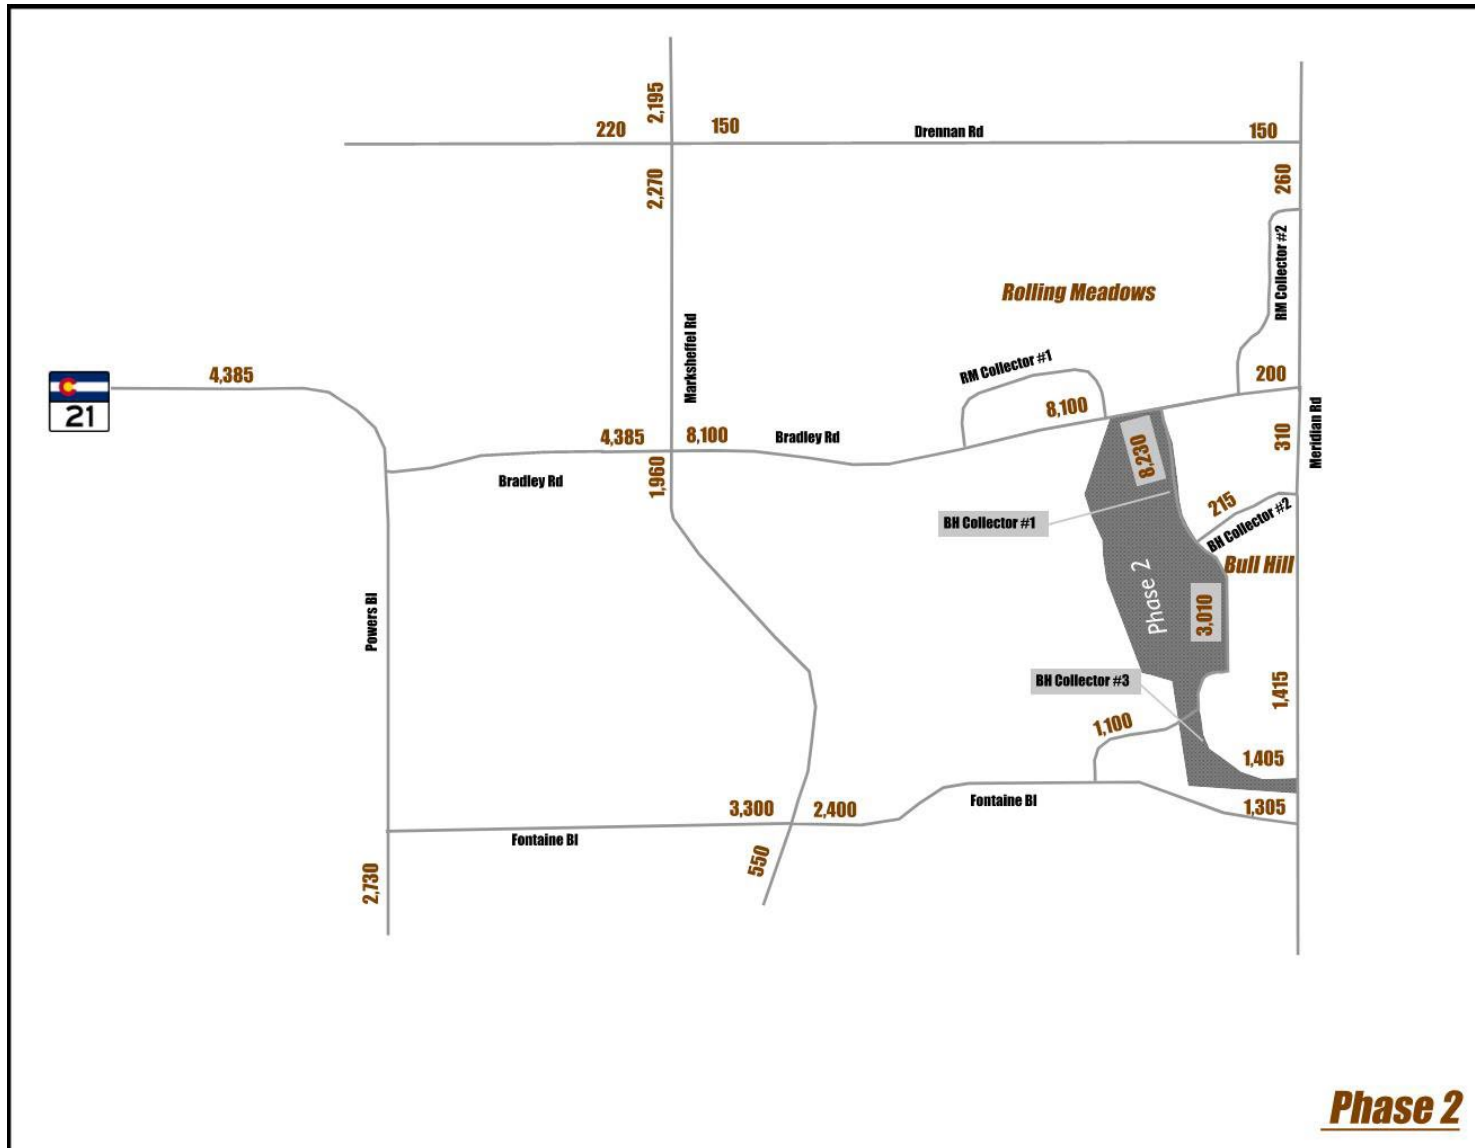 2,195
220
150
Drennan Rd
150
2,270
260
RM Collector #2
Rolling Meadows
Marksheffel Rd
RM Collector #1
4,385
21
200
8,100
Meridian Rd
4,385
8,100
Bradley Rd
310
8,230
Bradley Rd
1,960
215
BH Collector #2
BH Collector #1
Bull Hill
Phase 2
3,010
Powers Bl
BH Collector #3
1,415
1,100
1,405
3,300
2,400
Fontaine Bl
1,305
Fontaine Bl
550
2,730
Phase 2